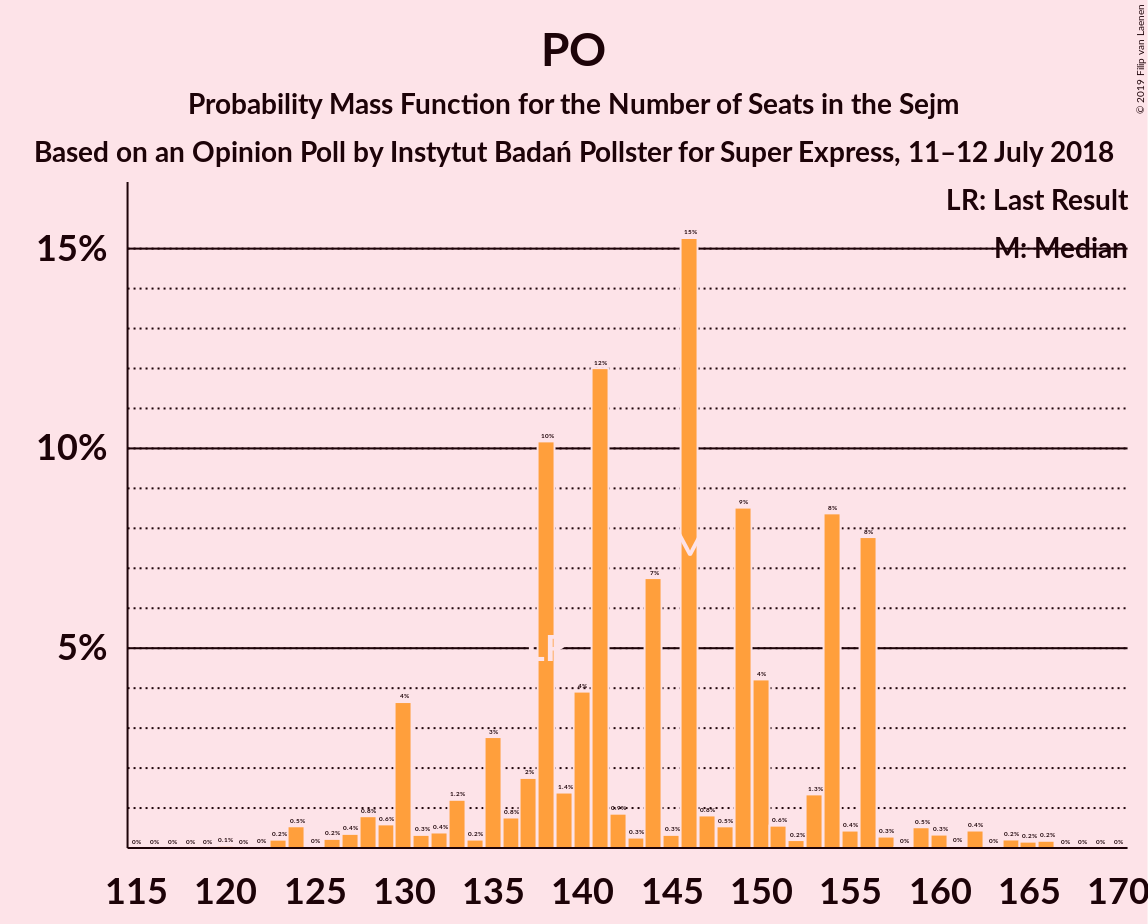 PO
Probability Mass Function for the Number of Seats in the Sejm
Based on an Opinion Poll by Instytut Badań Pollster for Super Express, 11–12 July 2018
© 2019 Filip van Laenen
LR: Last Result
M: Median
15%
10%
5%
0% 0% 0% 0% 0% 0.1% 0% 0% 0.2% 0.5% 0% 0.2% 0.4% 0.8% 0.6% 4% 0.3% 0.4% 1.2% 0.2% 3% 0.8% 2% 10% 1.4% 4% 12% 0.9% 0.3% 7% 0.3% 15% 0.8% 0.5% 9% 4% 0.6% 0.2% 1.3% 8% 0.4% 8% 0.3% 0% 0.5% 0.3% 0% 0.4% 0% 0.2% 0.2% 0.2% 0% 0% 0% 0%
M
LR
115 120 125 130 135 140 145 150 155 160 165 170